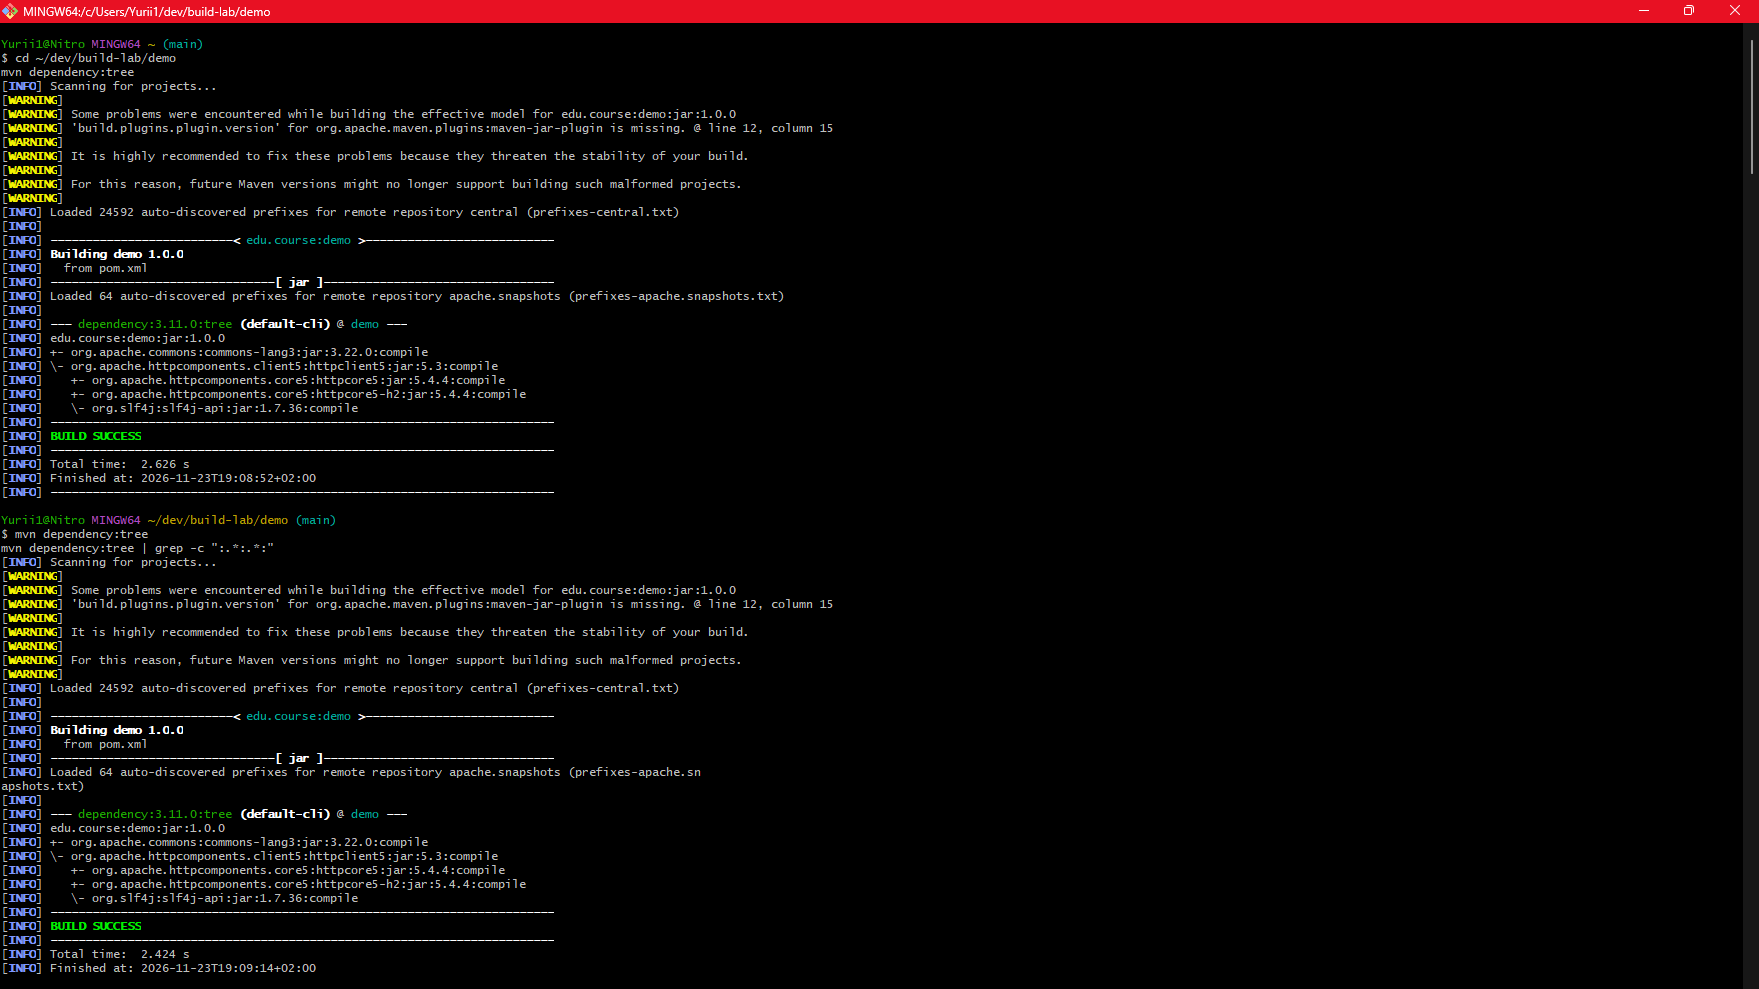 MINGW64:/c/Users/Yurii1/dev/build-lab/demo
Yurii1@Nitro MINGW64 ~ (main)
$ cd ~/dev/build-lab/demo
mvn dependency:tree
[INFO] Scanning for projects...
[WARNING]
[WARNING] Some problems were encountered while building the effective model for edu.course:demo:jar:1.0.0
[WARNING] 'build.plugins.plugin.version' for org.apache.maven.plugins:maven-jar-plugin is missing. @ line 12, column 15
[WARNING]
[WARNING] It is highly recommended to fix these problems because they threaten the stability of your build.
[WARNING]
[WARNING] For this reason, future Maven versions might no longer support building such malformed projects.
[WARNING]
[INFO] Loaded 24592 auto-discovered prefixes for remote repository central (prefixes-central.txt)
[INFO]
[INFO] --------------------------< edu.course:demo >---------------------------
[INFO] Building demo 1.0.0
[INFO]   from pom.xml
[INFO] --------------------------------[ jar ]---------------------------------
[INFO] Loaded 64 auto-discovered prefixes for remote repository apache.snapshots (prefixes-apache.snapshots.txt)
[INFO]
[INFO] --- dependency:3.11.0:tree (default-cli) @ demo ---
[INFO] edu.course:demo:jar:1.0.0
[INFO] +- org.apache.commons:commons-lang3:jar:3.22.0:compile
[INFO] \- org.apache.httpcomponents.client5:httpclient5:jar:5.3:compile
[INFO]    +- org.apache.httpcomponents.core5:httpcore5:jar:5.4.4:compile
[INFO]    +- org.apache.httpcomponents.core5:httpcore5-h2:jar:5.4.4:compile
[INFO]    \- org.slf4j:slf4j-api:jar:1.7.36:compile
[INFO] ------------------------------------------------------------------------
[INFO] BUILD SUCCESS
[INFO] ------------------------------------------------------------------------
[INFO] Total time:  2.626 s
[INFO] Finished at: 2026-11-23T19:08:52+02:00
[INFO] ------------------------------------------------------------------------
Yurii1@Nitro MINGW64 ~/dev/build-lab/demo (main)
$ mvn dependency:tree
mvn dependency:tree | grep -c ":.*:.*:"
[INFO] Scanning for projects...
[WARNING]
[WARNING] Some problems were encountered while building the effective model for edu.course:demo:jar:1.0.0
[WARNING] 'build.plugins.plugin.version' for org.apache.maven.plugins:maven-jar-plugin is missing. @ line 12, column 15
[WARNING]
[WARNING] It is highly recommended to fix these problems because they threaten the stability of your build.
[WARNING]
[WARNING] For this reason, future Maven versions might no longer support building such malformed projects.
[WARNING]
[INFO] Loaded 24592 auto-discovered prefixes for remote repository central (prefixes-central.txt)
[INFO]
[INFO] --------------------------< edu.course:demo >---------------------------
[INFO] Building demo 1.0.0
[INFO]   from pom.xml
[INFO] --------------------------------[ jar ]---------------------------------
[INFO] Loaded 64 auto-discovered prefixes for remote repository apache.snapshots (prefixes-apache.sn
apshots.txt)
[INFO]
[INFO] --- dependency:3.11.0:tree (default-cli) @ demo ---
[INFO] edu.course:demo:jar:1.0.0
[INFO] +- org.apache.commons:commons-lang3:jar:3.22.0:compile
[INFO] \- org.apache.httpcomponents.client5:httpclient5:jar:5.3:compile
[INFO]    +- org.apache.httpcomponents.core5:httpcore5:jar:5.4.4:compile
[INFO]    +- org.apache.httpcomponents.core5:httpcore5-h2:jar:5.4.4:compile
[INFO]    \- org.slf4j:slf4j-api:jar:1.7.36:compile
[INFO] ------------------------------------------------------------------------
[INFO] BUILD SUCCESS
[INFO] ------------------------------------------------------------------------
[INFO] Total time:  2.424 s
[INFO] Finished at: 2026-11-23T19:09:14+02:00